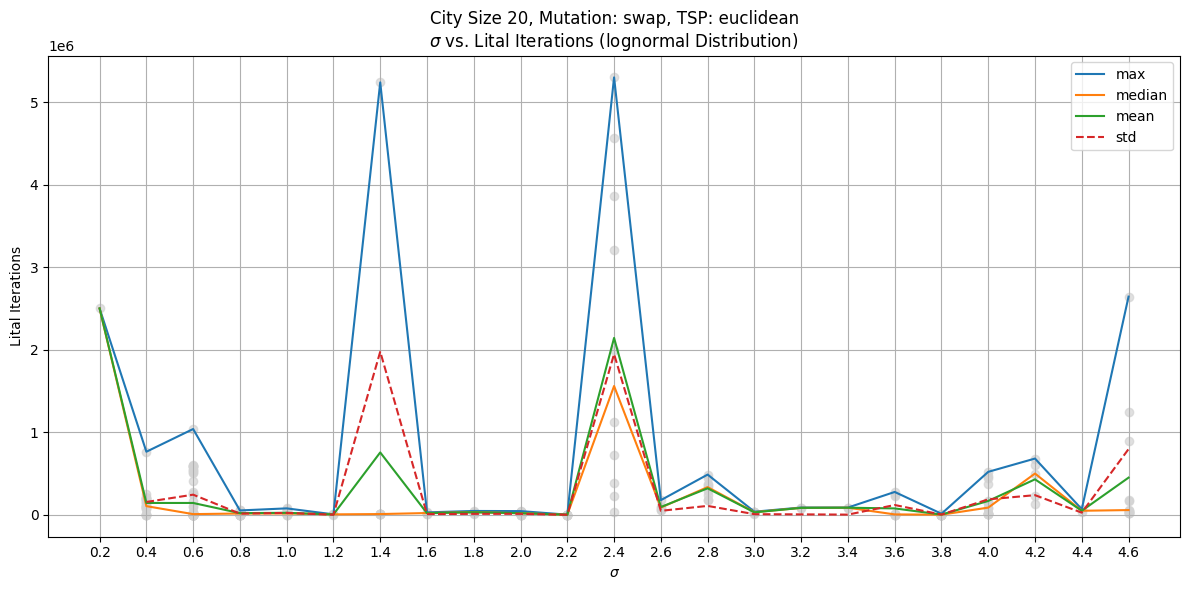 City Size 20, Mutation: swap, TSP: euclidean
σ vs. Lital Iterations (lognormal Distribution)
1e6
max
median
mean
std
5
4
3
2
1
0
Lital Iterations
0.2 0.4 0.6 0.8 1.0 1.2 1.4 1.6 1.8 2.0 2.2 2.4 2.6 2.8 3.0 3.2 3.4 3.6 3.8 4.0 4.2 4.4 4.6
σ